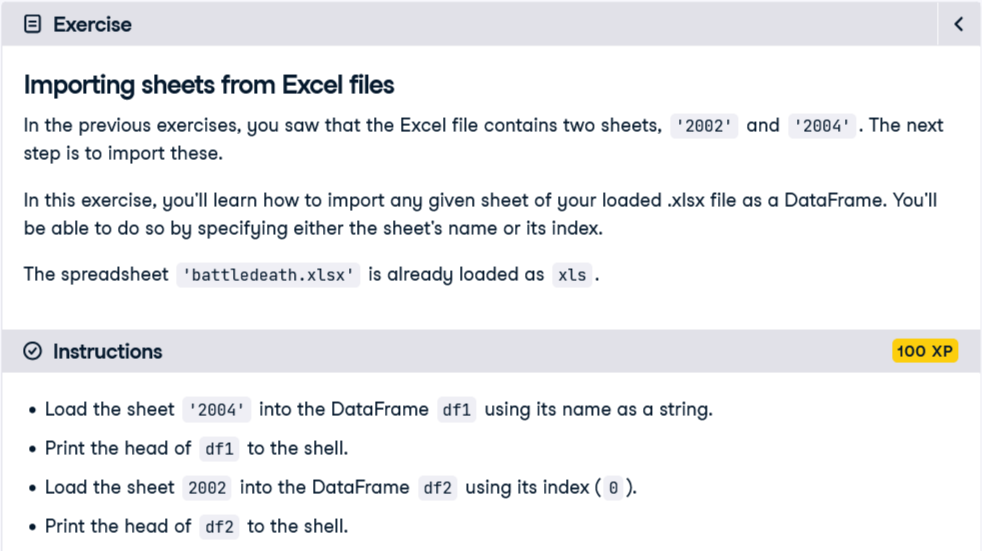 Exercise
Importing sheets from Excel files
In the previous exercises, you saw that the Excel file contains two sheets, '2002' and '2004'. The next
step is to import these.
In this exercise, you'll learn how to import any given sheet of your loaded .xlsx file as a DataFrame. You'll
be able to do so by specifying either the sheet's name or its index.
The spreadsheet 'battledeath.xlsx' is already loaded as xls.
Instructions
100 XP
• Load the sheet '2004' into the DataFrame df1 using its name as a string.
• Print the head of df1 to the shell.
• Load the sheet 2002 into the DataFrame df2 using its index (0).
• Print the head of df2 to the shell.